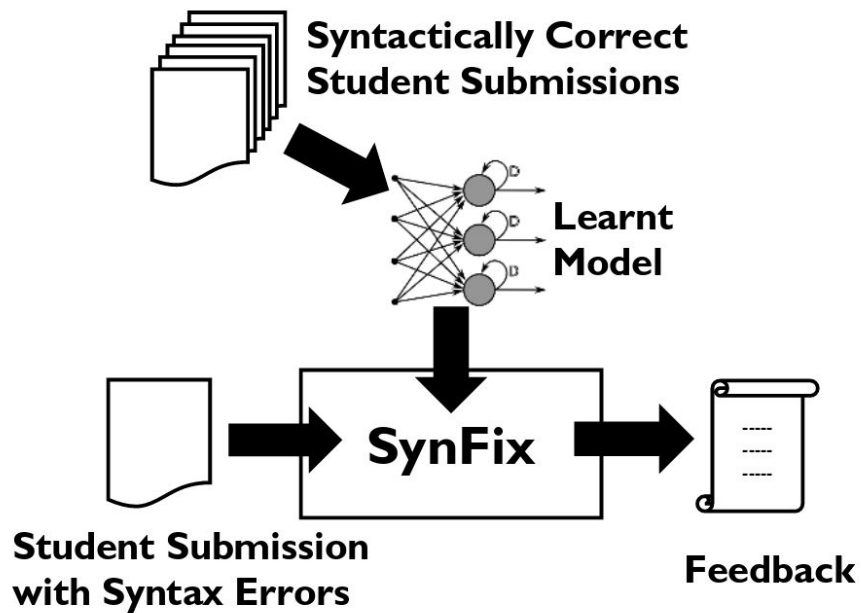 Syntactically Correct
Student Submissions
D
D
D
Learnt
Model
SynFix
-----
-----
-----
Student Submission
with Syntax Errors
Feedback